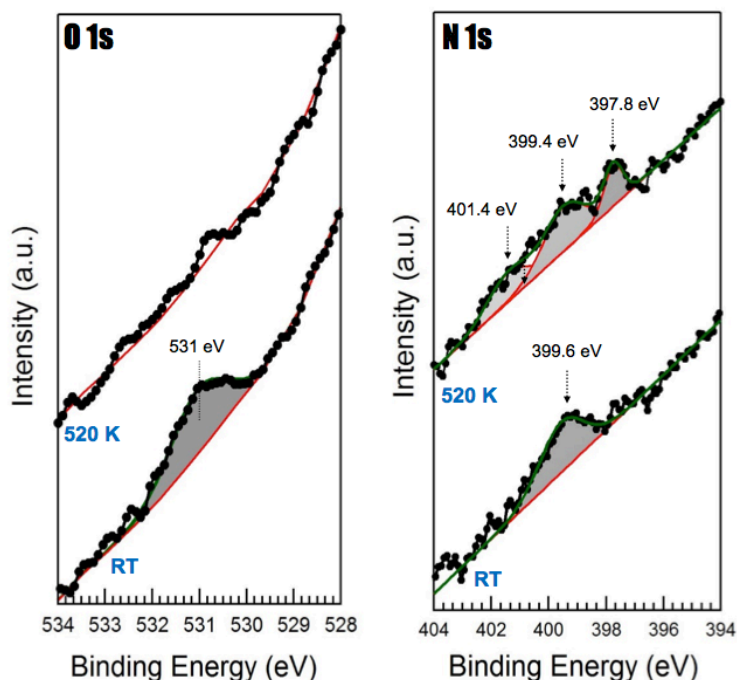 O 1s
Intensity (a.u.)
520 K
531 eV
RT
534 533 532 531 530 529 528
Binding Energy (eV)
N 1s
Intensity (a.u.)
397.8 eV
399.4 eV
401.4 eV
520 K
399.6 eV
RT
404 402 400 398 396 394
Binding Energy (eV)